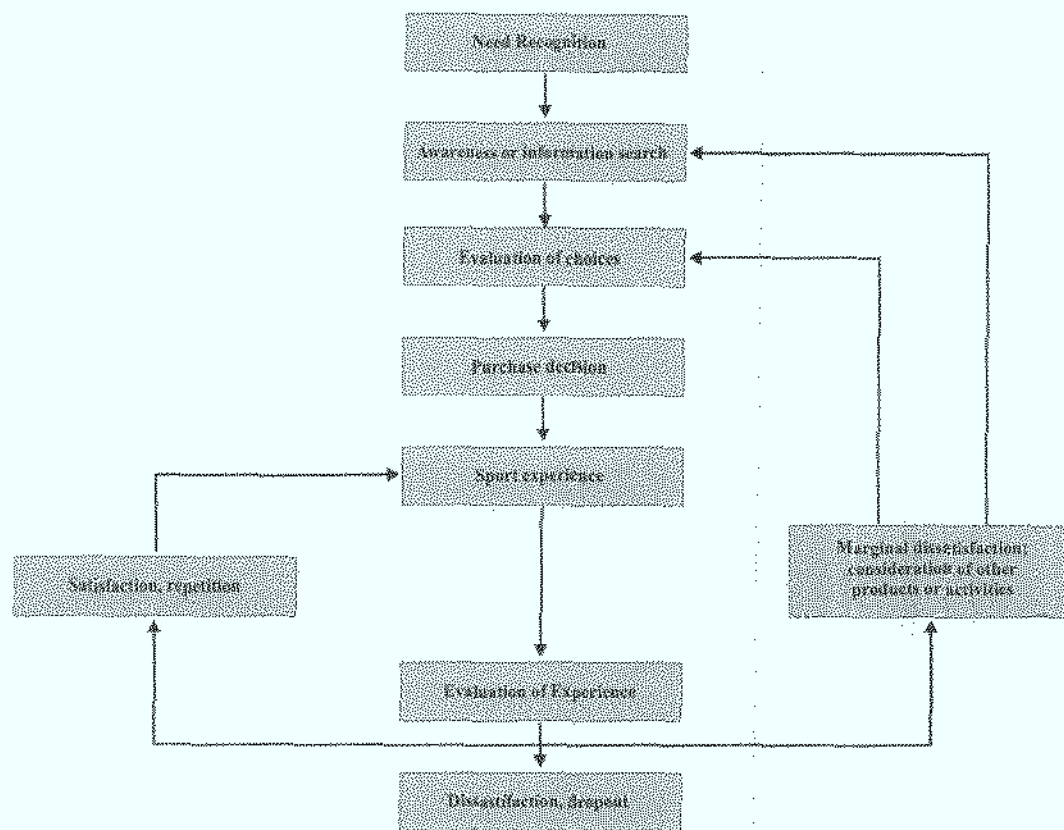 Need Recognition
Awareness or information search
Evaluation of choices
Purchase decision
Sport experience
Satisfaction, repetition
Marginal dissatisfaction;
consideration of other
products or activities
Evaluation of Experience
Dissastifaction, dropout